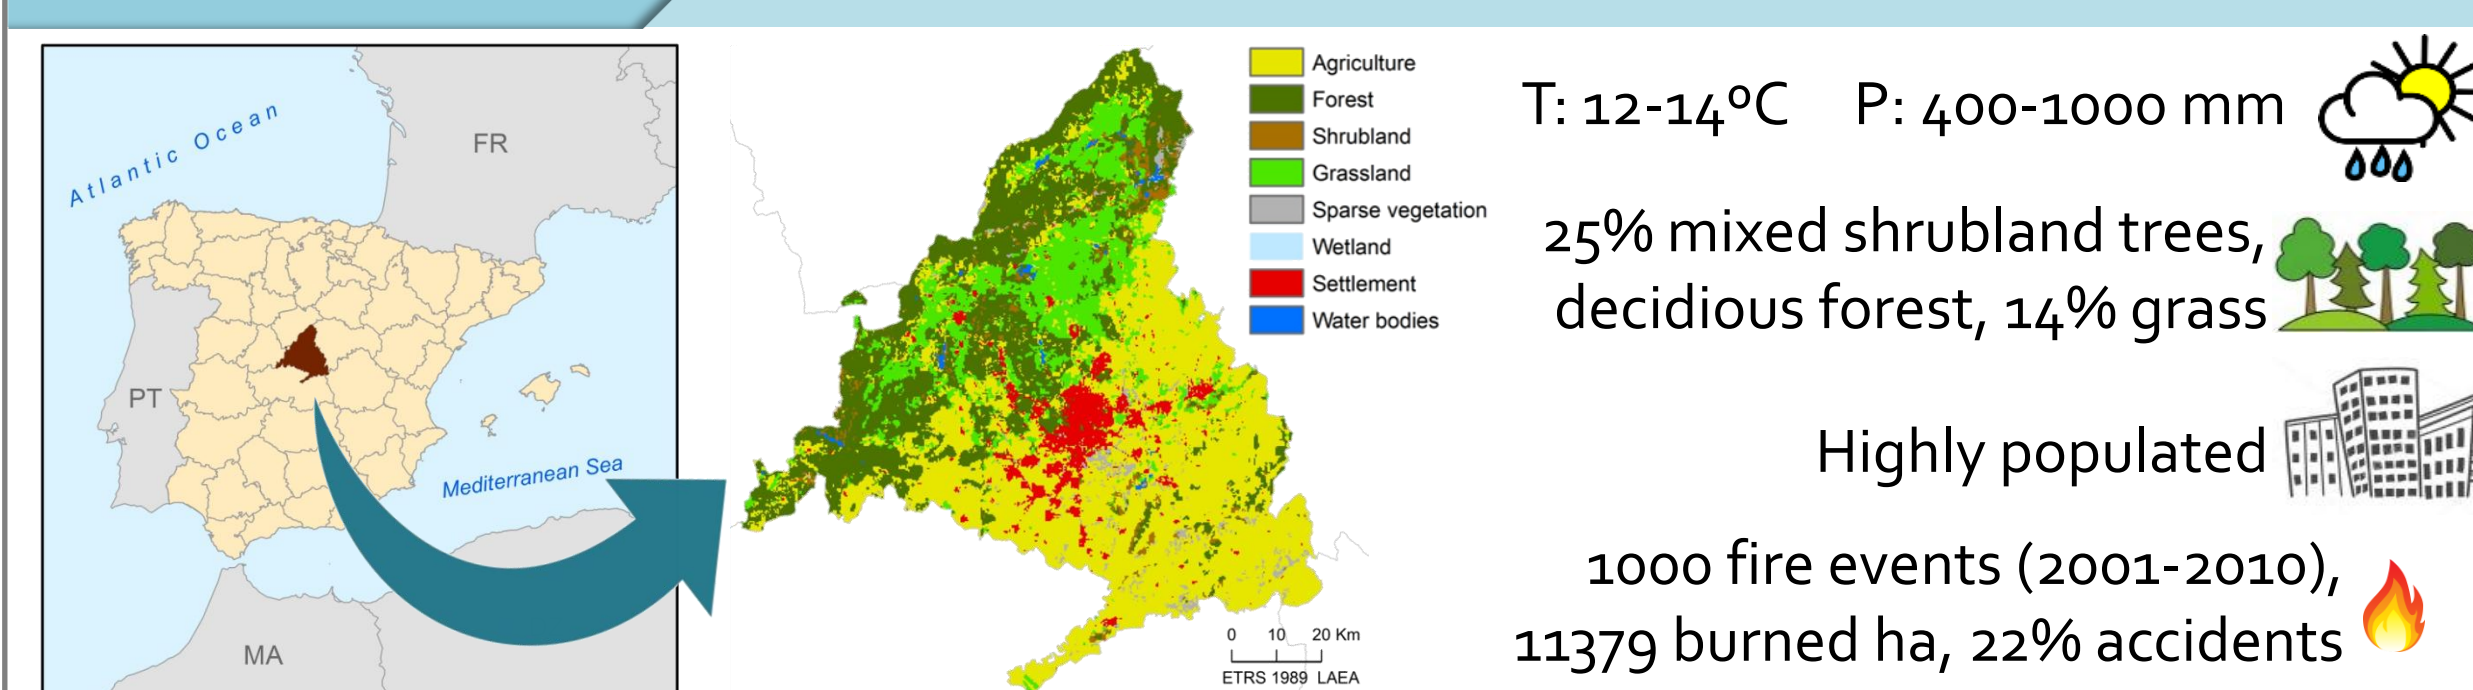 Atlantic Ocean
FR
PT
Mediterranean Sea
MA
Agriculture
Forest
Shrubland
Grassland
Sparse vegetation
Wetland
Settlement
Water bodies
0 10 20 Km
ETRS 1989 LAEA
T: 12-14ºC P: 400-1000 mm
25% mixed shrubland trees,
decidious forest, 14% grass
Highly populated
1000 fire events (2001-2010),
11379 burned ha, 22% accidents